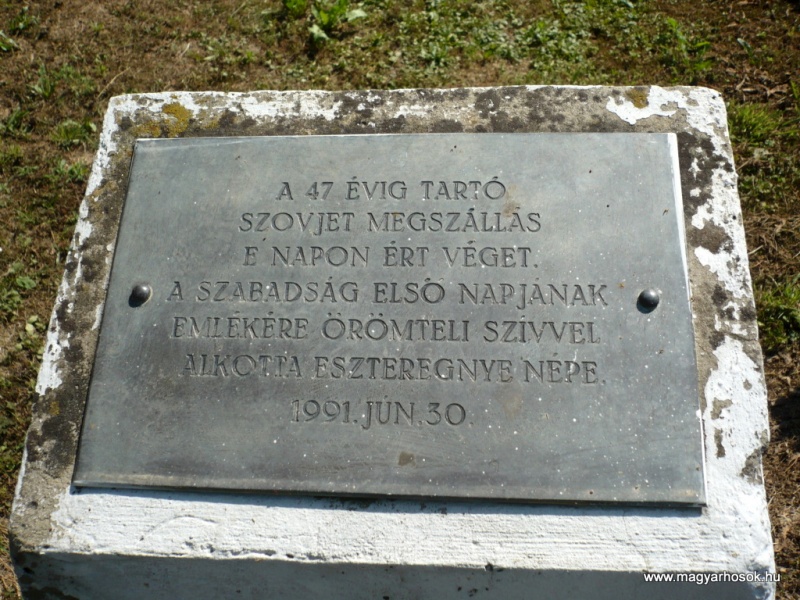 A 47 ÉVIG TARTÓ
SZOVJET MEGSZÁLLÁS
E NAPON ÉRT VÉGET.
A SZABADSÁG ELSŐ NAPJÁNAK
EMLÉKÉRE ÖRÖMTELI SZÍVVEL
ALKOTTA ESZTEREGNYE NÉPE.
1991. JÚN. 30.
www.magyarhosok.hu